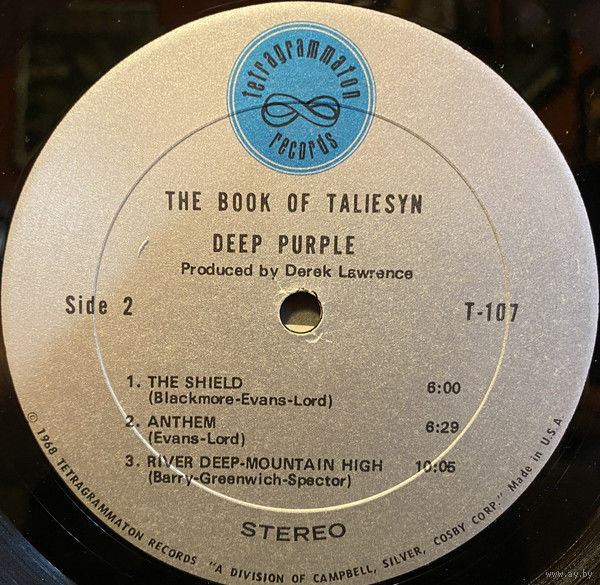 tetragrammaton
records
THE BOOK OF TALIESYN
DEEP PURPLE
Produced by Derek Lawrence
Side 2
T-107
1. THE SHIELD 6:00
(Blackmore-Evans-Lord)
2. ANTHEM 6:29
(Evans-Lord)
3. RIVER DEEP-MOUNTAIN HIGH 10:05
(Barry-Greenwich-Spector)
STEREO
© 1968 TETRAGRAMMATON RECORDS "A DIVISION OF CAMPBELL, SILVER, COSBY CORP." Made in U.S.A.
www.ay.by